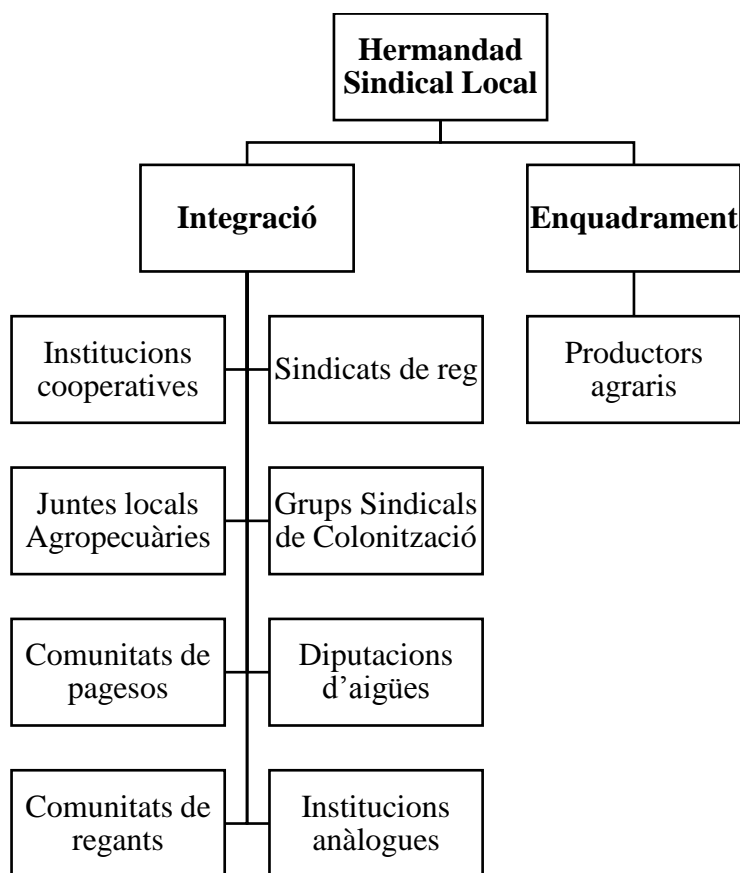 Hermandad
Sindical Local
Integració
Enquadrament
Institucions
cooperatives
Sindicats de reg
Productors
agraris
Juntes locals
Agropecuàries
Grups Sindicals
de Colonització
Comunitats de
pagesos
Diputacions
d’aigües
Comunitats de
regants
Institucions
anàlogues